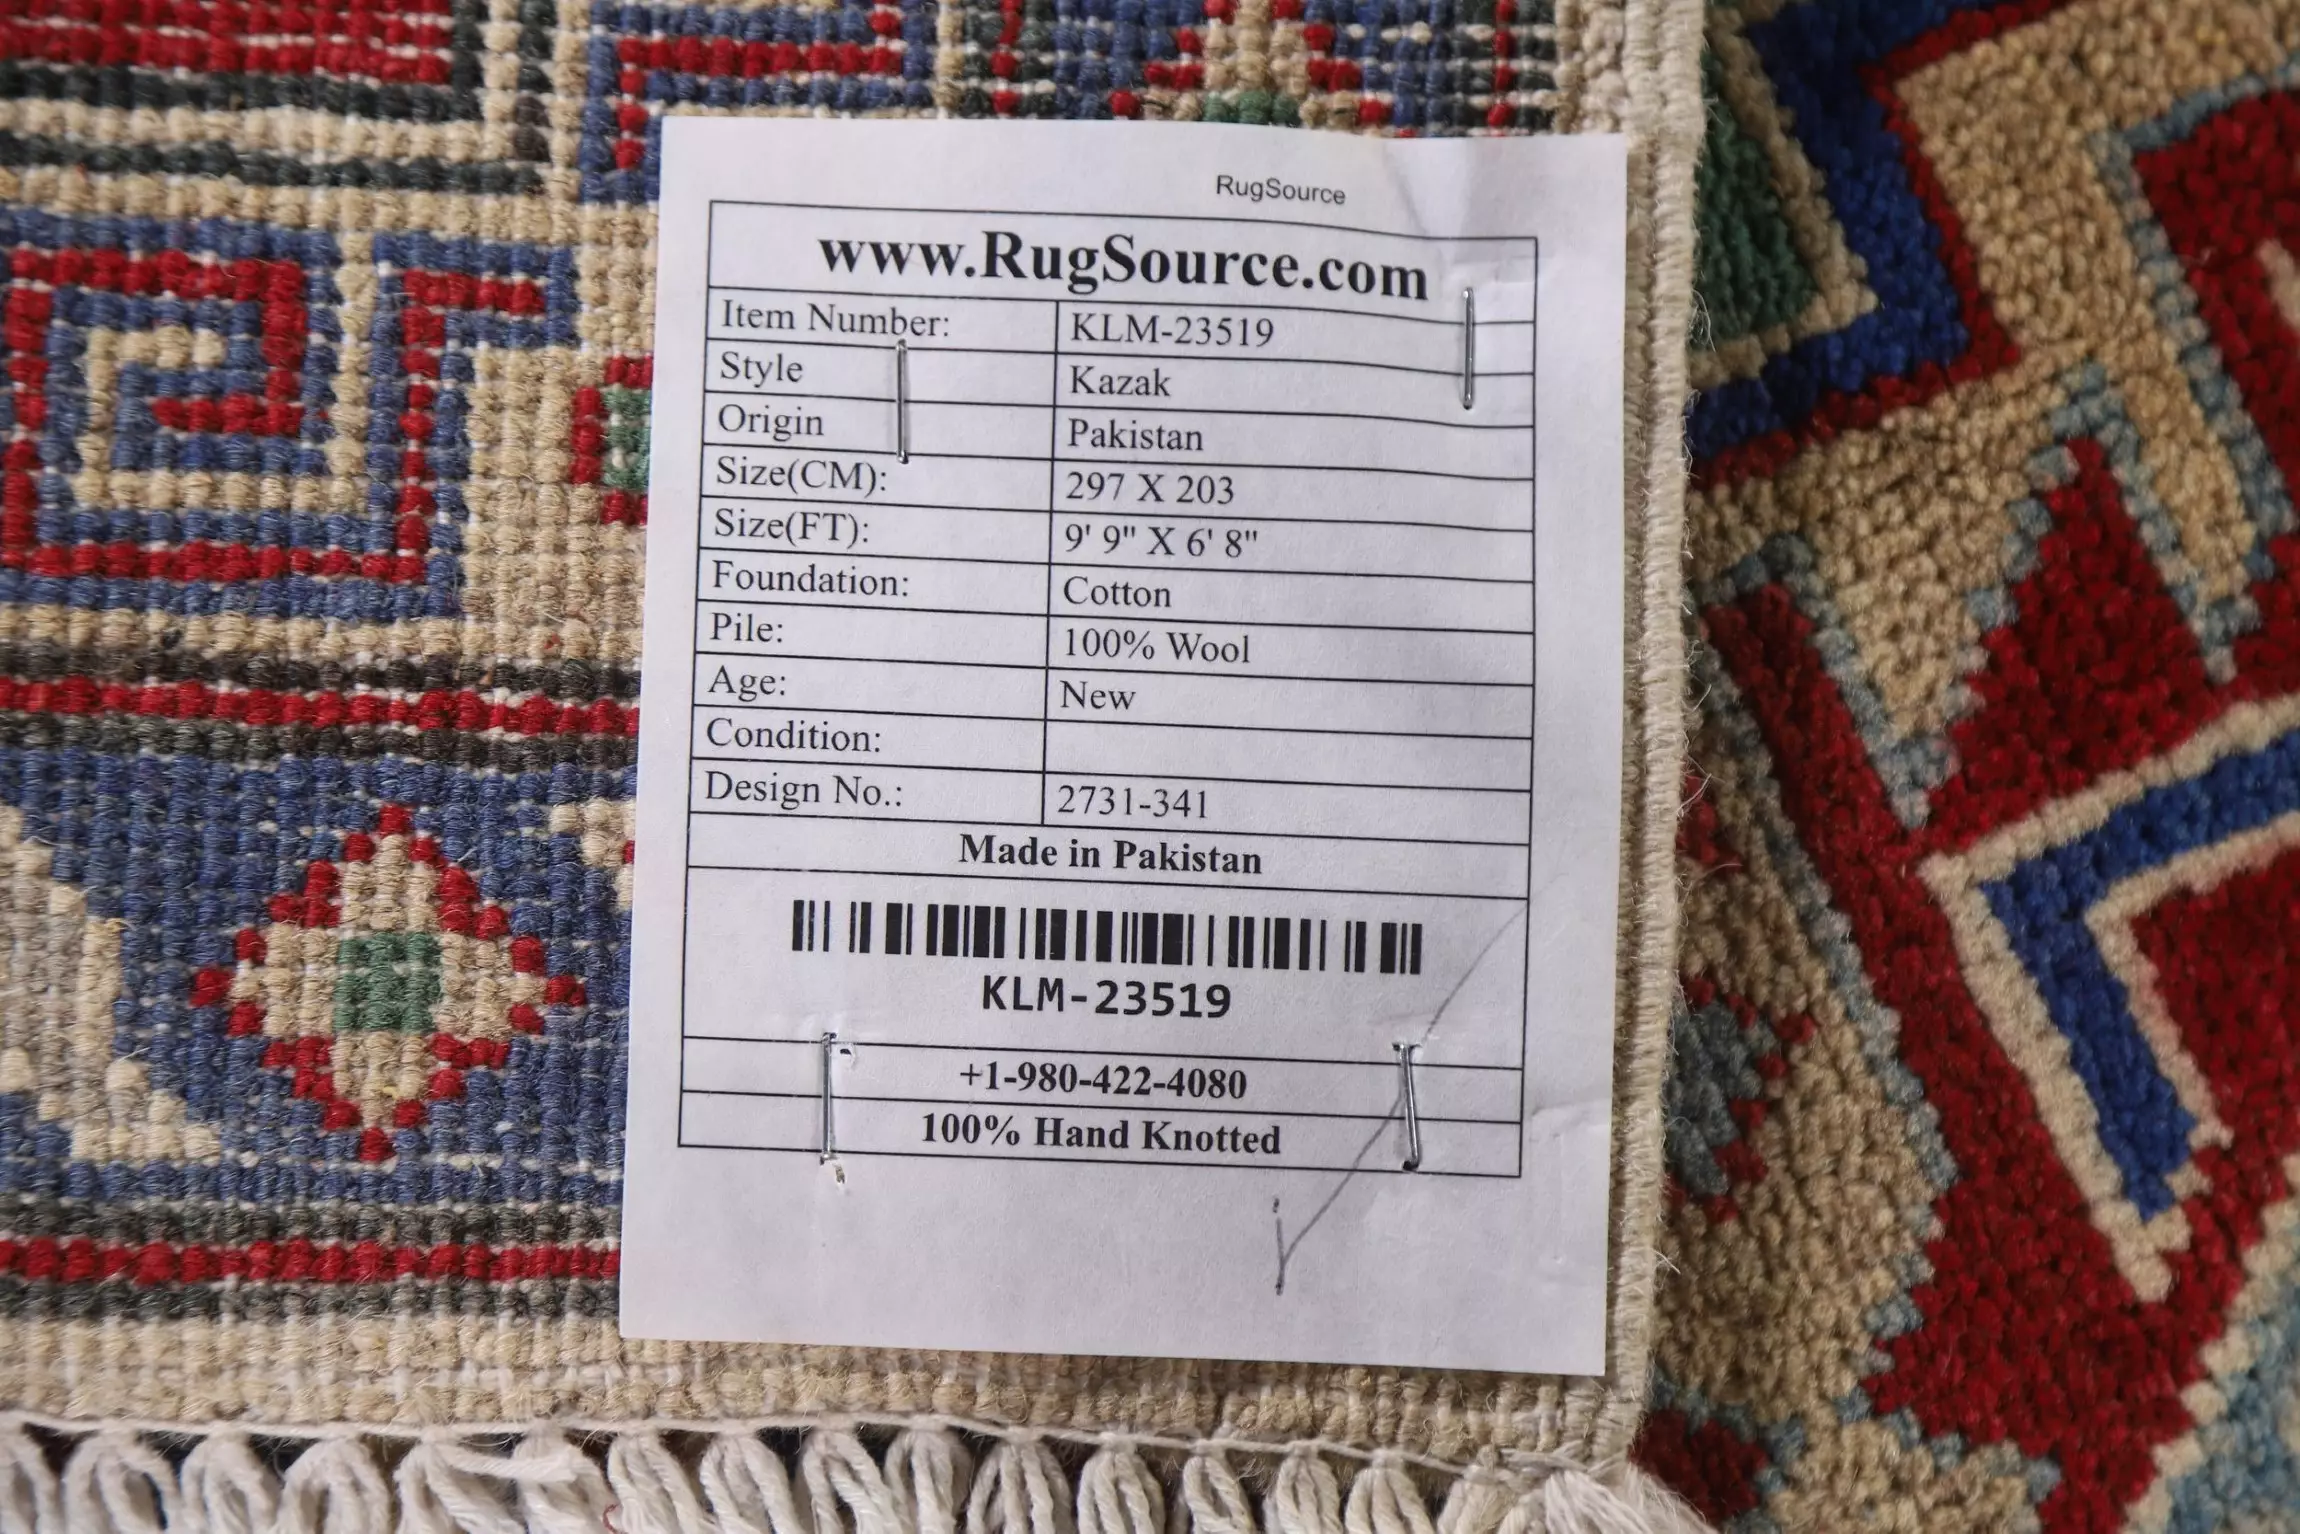 RugSource
www.RugSource.com
Item Number: KLM-23519
Style Kazak
Origin Pakistan
Size(CM): 297 X 203
Size(FT): 9' 9" X 6' 8"
Foundation: Cotton
Pile: 100% Wool
Age: New
Condition:
Design No.: 2731-341
Made in Pakistan
KLM-23519
+1-980-422-4080
100% Hand Knotted